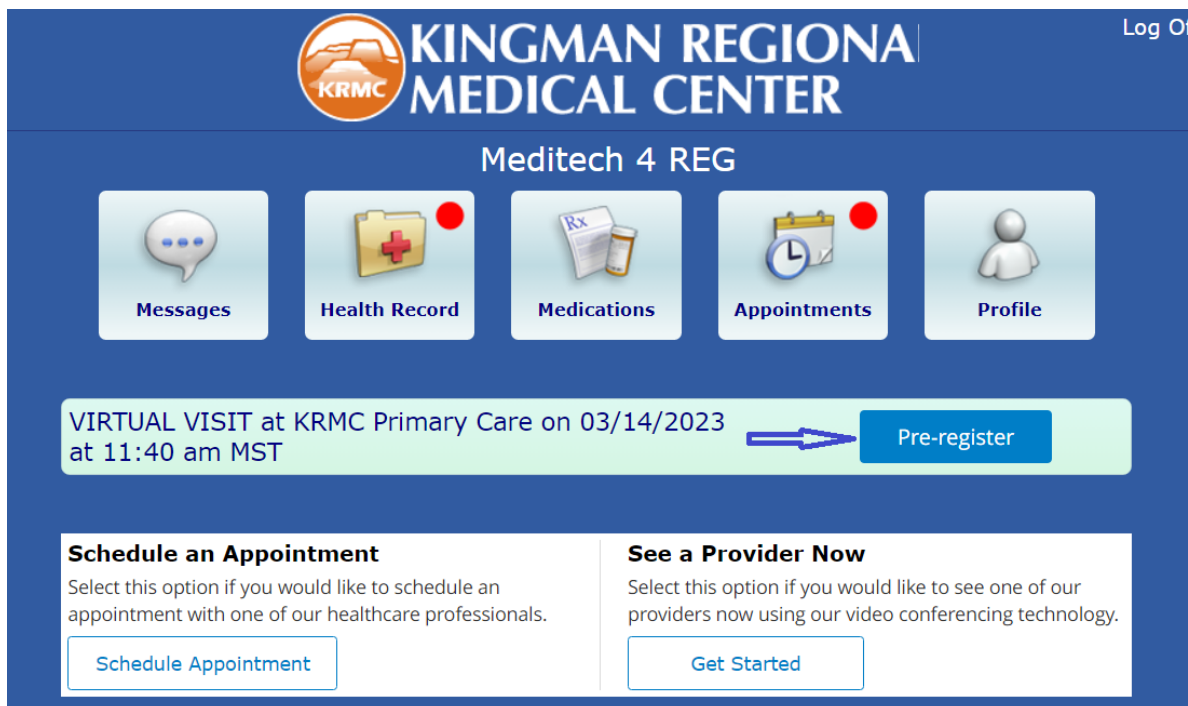 KINGMAN REGIONA
MEDICAL CENTER
KRMC
Log Of
Meditech 4 REG
Rx
Messages
Health Record
Medications
Appointments
Profile
VIRTUAL VISIT at KRMC Primary Care on 03/14/2023
at 11:40 am MST
Pre-register
Schedule an Appointment
Select this option if you would like to schedule an
appointment with one of our healthcare professionals.
Schedule Appointment
See a Provider Now
Select this option if you would like to see one of our
providers now using our video conferencing technology.
Get Started